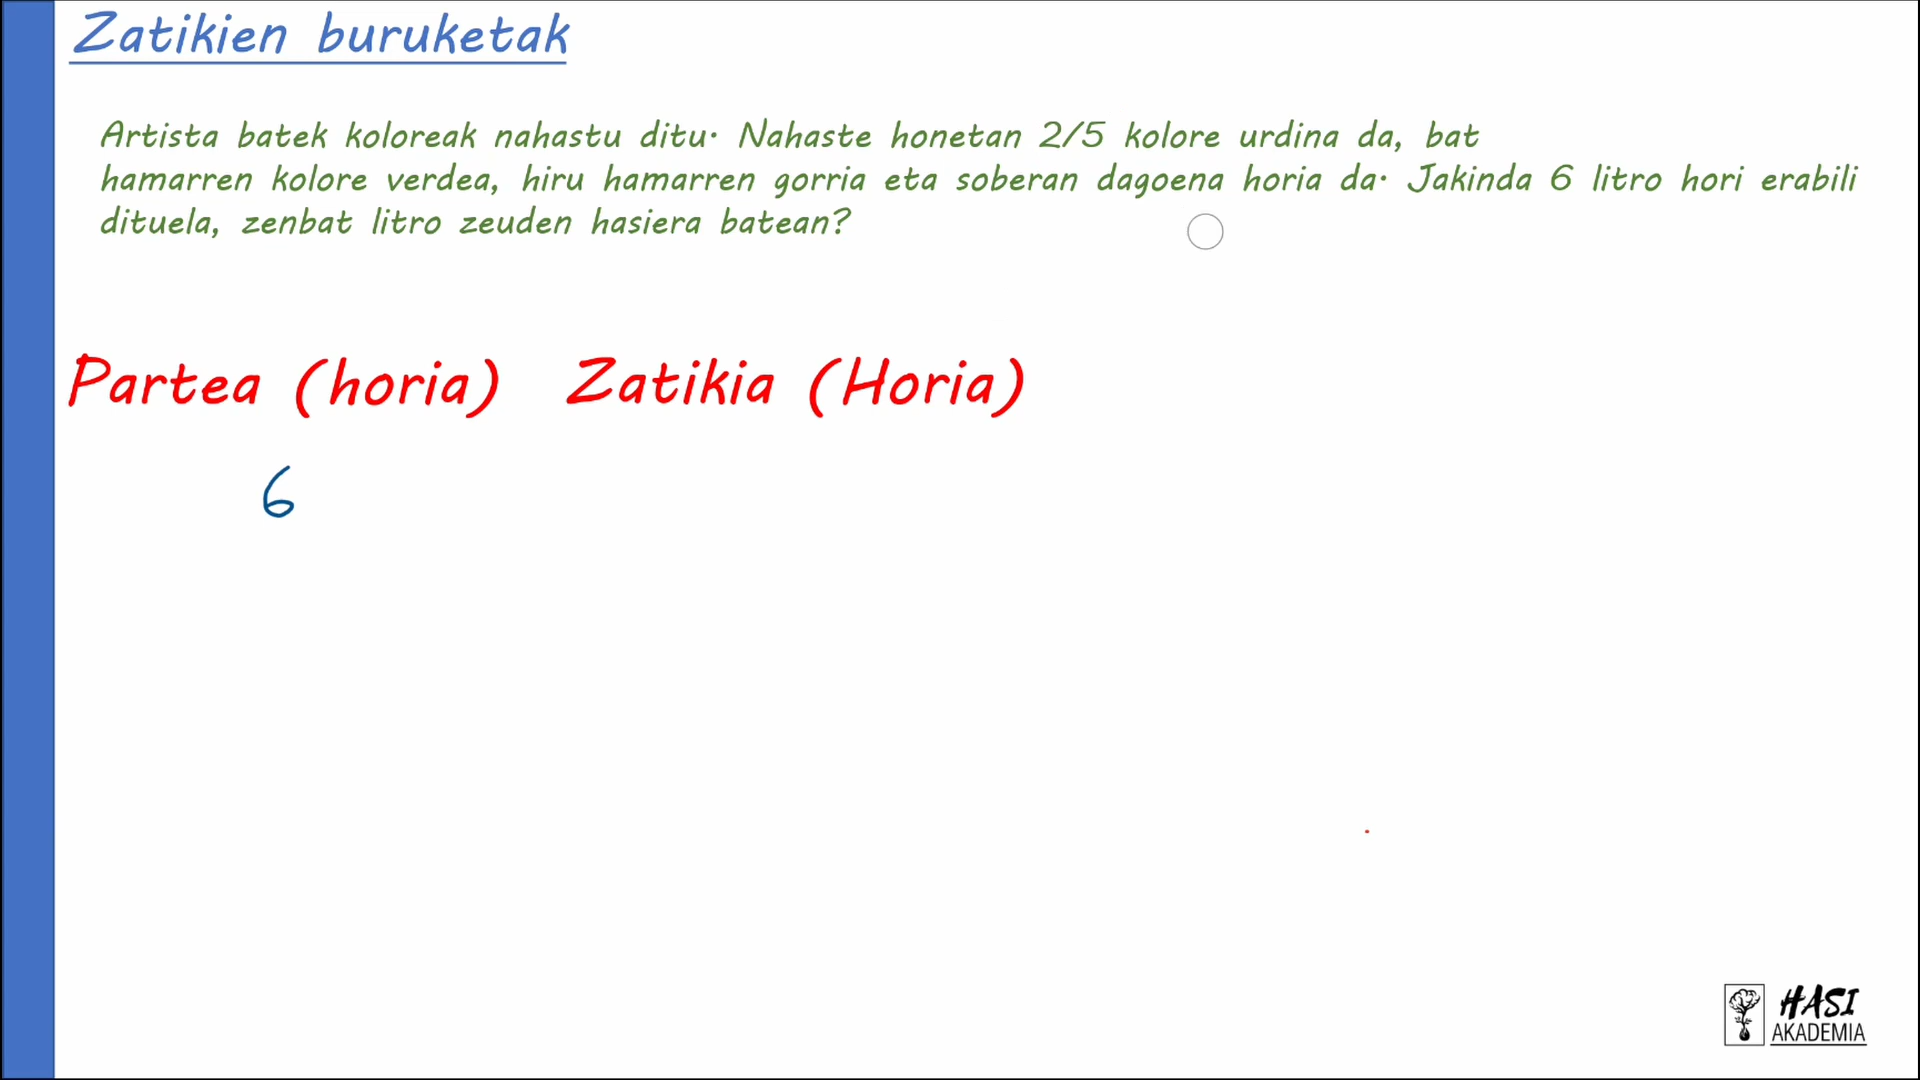 Zatikien buruketak
Artista batek koloreak nahastu ditu. Nahaste honetan 2/5 kolore urdina da, bat
hamarren kolore verdea, hiru hamarren gorria eta soberan dagoena horia da. Jakinda 6 litro hori erabili
dituela, zenbat litro zeuden hasiera batean?
Partea (horia) Zatikia (Horia)
6
HASI
AKADEMIA